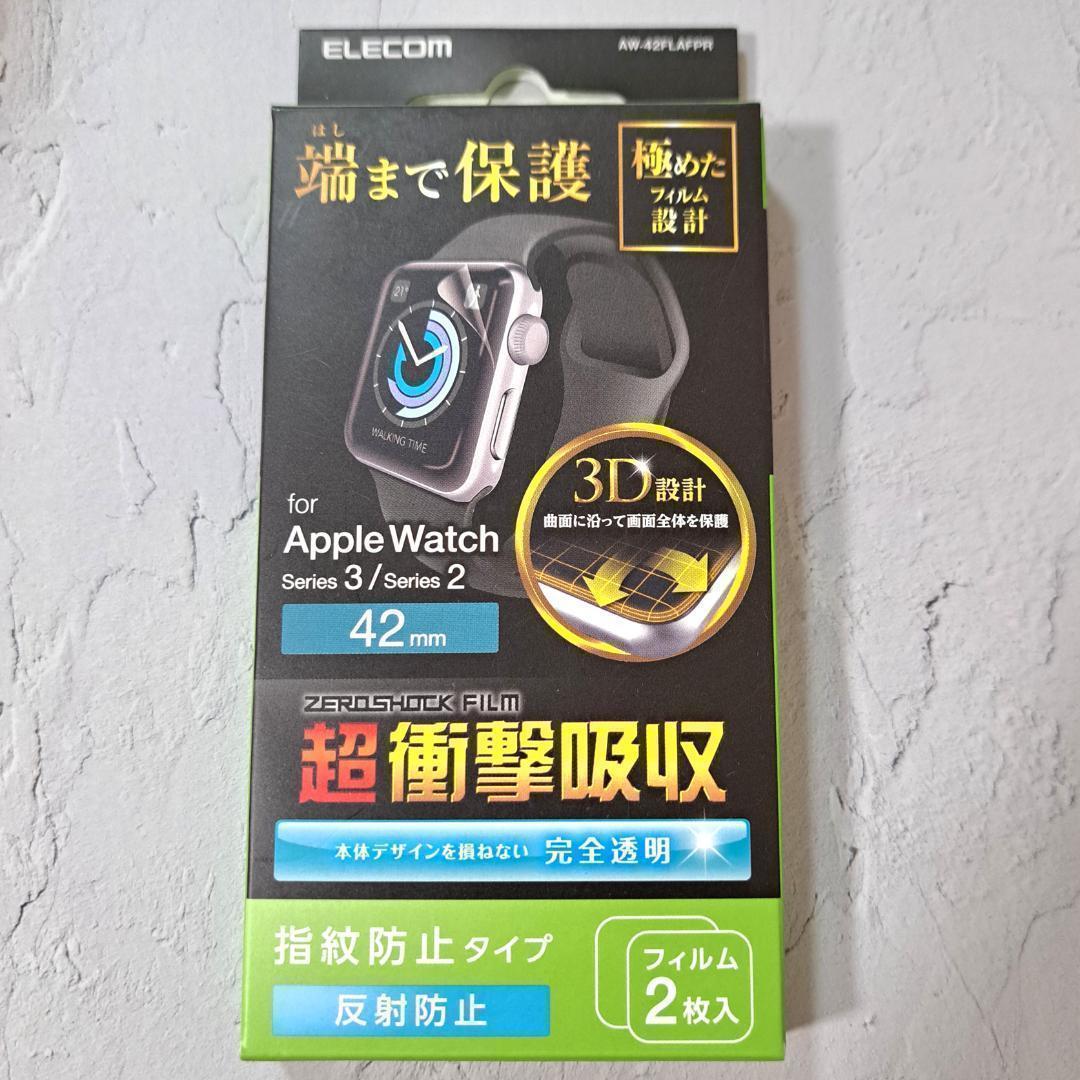 ELECOM
AW-42FLAFPR
はし
端まで保護
極めた
フィルム
設計
21°
WALKING TIME
for
Apple Watch
Series 3 / Series 2
42mm
3D設計
曲面に沿って画面全体を保護
ZEROSHOCK FILM
超衝撃吸収
本体デザインを損ねない 完全透明
指紋防止タイプ
反射防止
フィルム
2枚入